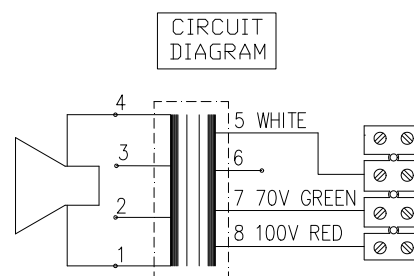 CIRCUIT
DIAGRAM
4
5 WHITE
3
6
2
7 70V GREEN
1
8 100V RED